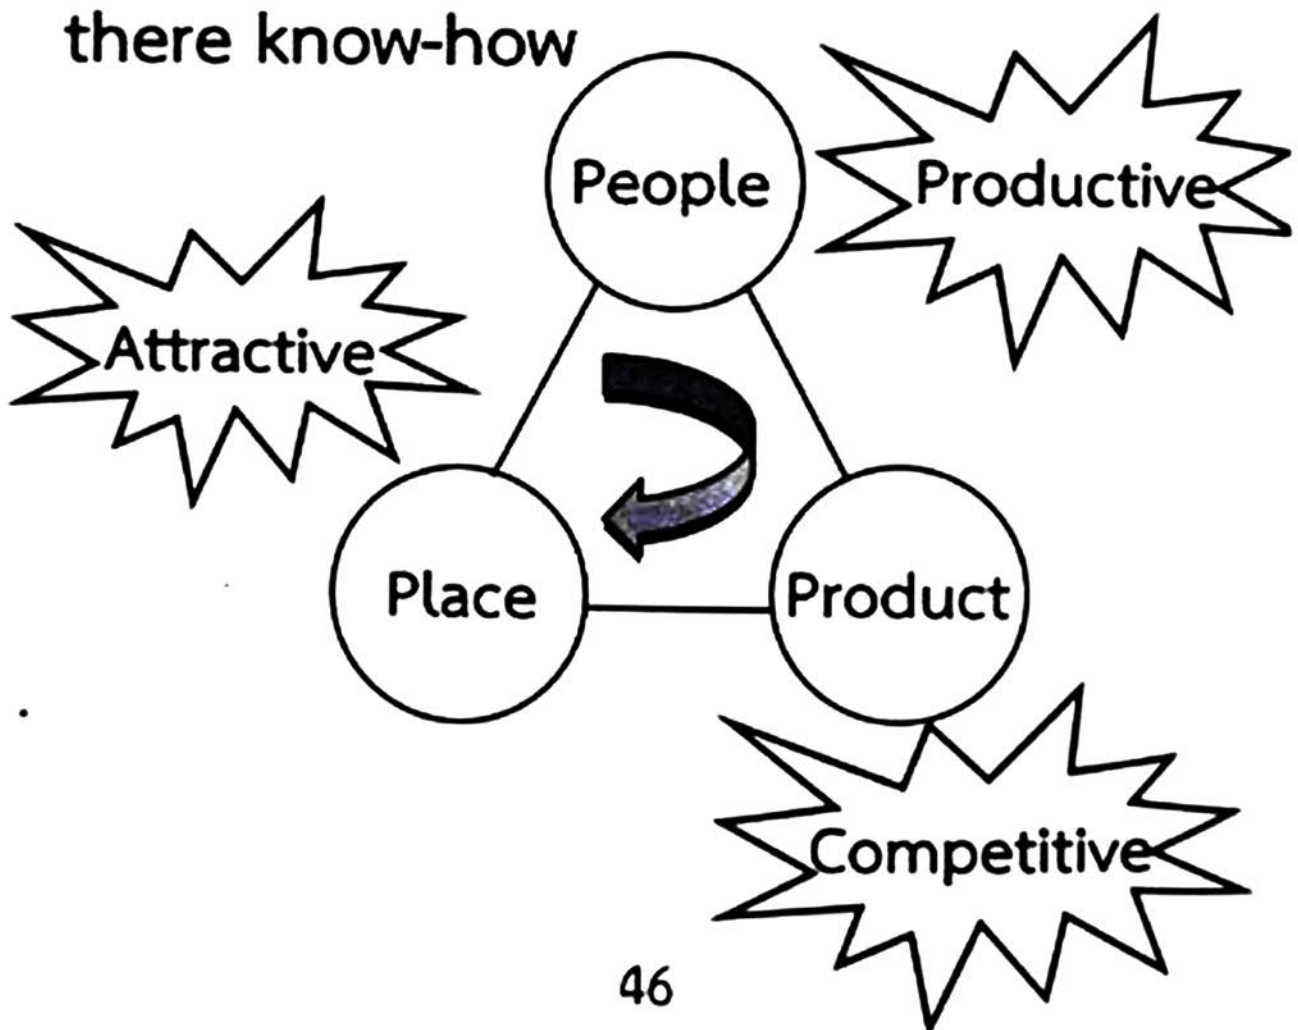 there know-how
People
Productive
Attractive
Place
Product
Competitive
46